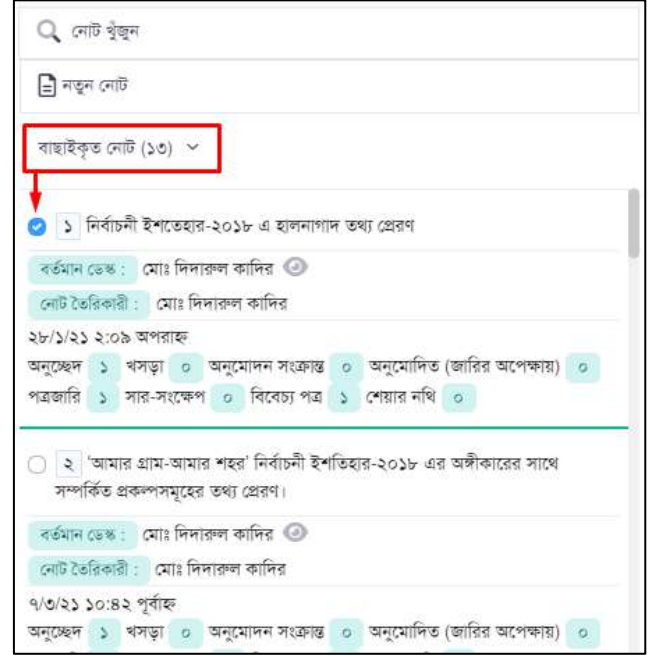 নোট খুঁজুন
নতুন নোট
বাছাইকৃত নোট (১৩)
১ নির্বাচনী ইশতেহার-২০১৮ এ হালনাগাদ তথ্য প্রেরণ
বর্তমান ডেস্ক : মোঃ দিদারুল কাদির
নোট তৈরিকারী : মোঃ দিদারুল কাদির
২৮/১/২১ ২:০৯ অপরাহ্ন
অনুচ্ছেদ ১ খসড়া ০ অনুমোদন সংক্রান্ত ০ অনুমোদিত (জারির অপেক্ষায়) ০
পত্রজারি ১ সার-সংক্ষেপ ০ বিবেচ্য পত্র ১ শেয়ার নথি ০
২ ‘আমার গ্রাম-আমার শহর’ নির্বাচনী ইশতিহার-২০১৮ এর অঙ্গীকারের সাথে
সম্পর্কিত প্রকল্পসমূহের তথ্য প্রেরণ।
বর্তমান ডেস্ক : মোঃ দিদারুল কাদির
নোট তৈরিকারী : মোঃ দিদারুল কাদির
৭/৩/২১ ১০:৪২ পূর্বাহ্ন
অনুচ্ছেদ ১ খসড়া ০ অনুমোদন সংক্রান্ত ০ অনুমোদিত (জারির অপেক্ষায়) ০